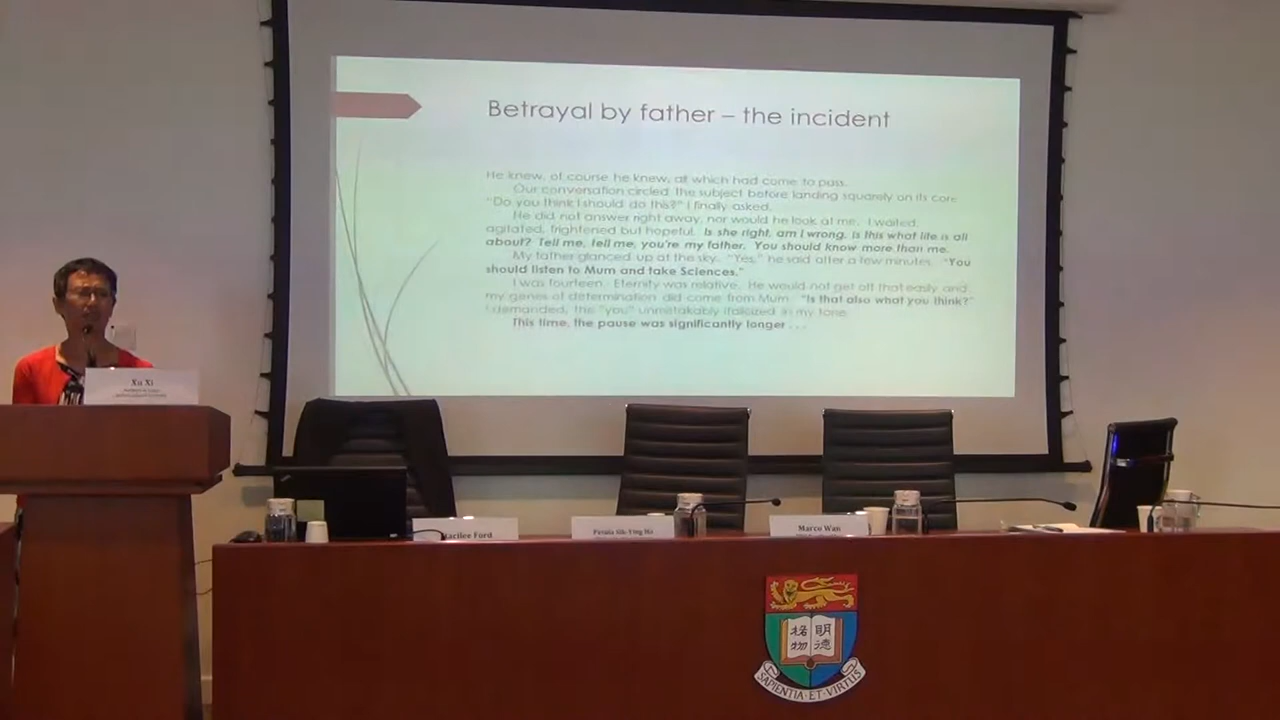 Betrayal by father – the incident
He knew, of course he knew, all which had come to pass.
Our conversation circled the subject before landing squarely on its core.
"Do you think I should do this?" I finally asked.
He did not answer right away, nor would he look at me. I waited,
agitated, frightened but hopeful. Is she right, am I wrong, is this what life is all
about? Tell me, tell me, you're my father. You should know more than me.
My father glanced up at the sky. "Yes," he said after a few minutes. "You
should listen to Mum and take Sciences."
I was fourteen. Eternity was relative. He would not get off that easily and
my genes of determination did come from Mum. "Is that also what you think?"
I demanded, the "you" unmistakably italicized in my tone.
This time, the pause was significantly longer . . .
Xu Xi
Ford
Marco Wan
格物 明德
SAPIENTIA·ET·VIRTUS